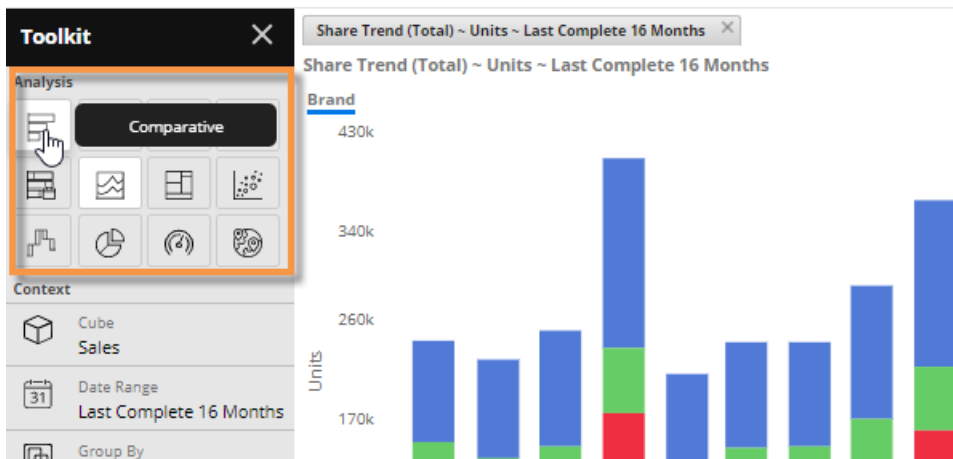 Toolkit
Analysis
Comparative
Context
Cube
Sales
31
Date Range
Last Complete 16 Months
Group By
Share Trend (Total) ~ Units ~ Last Complete 16 Months
Share Trend (Total) ~ Units ~ Last Complete 16 Months
Brand
430k
340k
260k
170k
Units